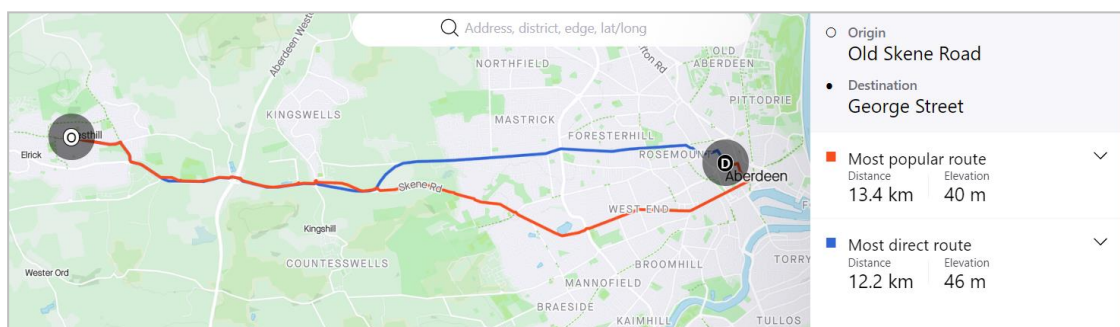 Address, district, edge, lat/long
Aberdeen Wester
OLD
ABERDEEN
NORTHFIELD
PITTODRIE
KINGSWELLS
MASTRICK
FORESTERHILL
Elrick
ROSEMOUNT
O
D
Aberdeen
Skene Rd
WEST END
Kingshill
COUNTESSWELLS
BROOMHILL
TORRY
Wester Ord
MANNOFIELD
BRAESIDE
KAIMHILL
TULLOS
Origin
Old Skene Road
Destination
George Street
Most popular route
Distance Elevation
13.4 km 40 m
Most direct route
Distance Elevation
12.2 km 46 m